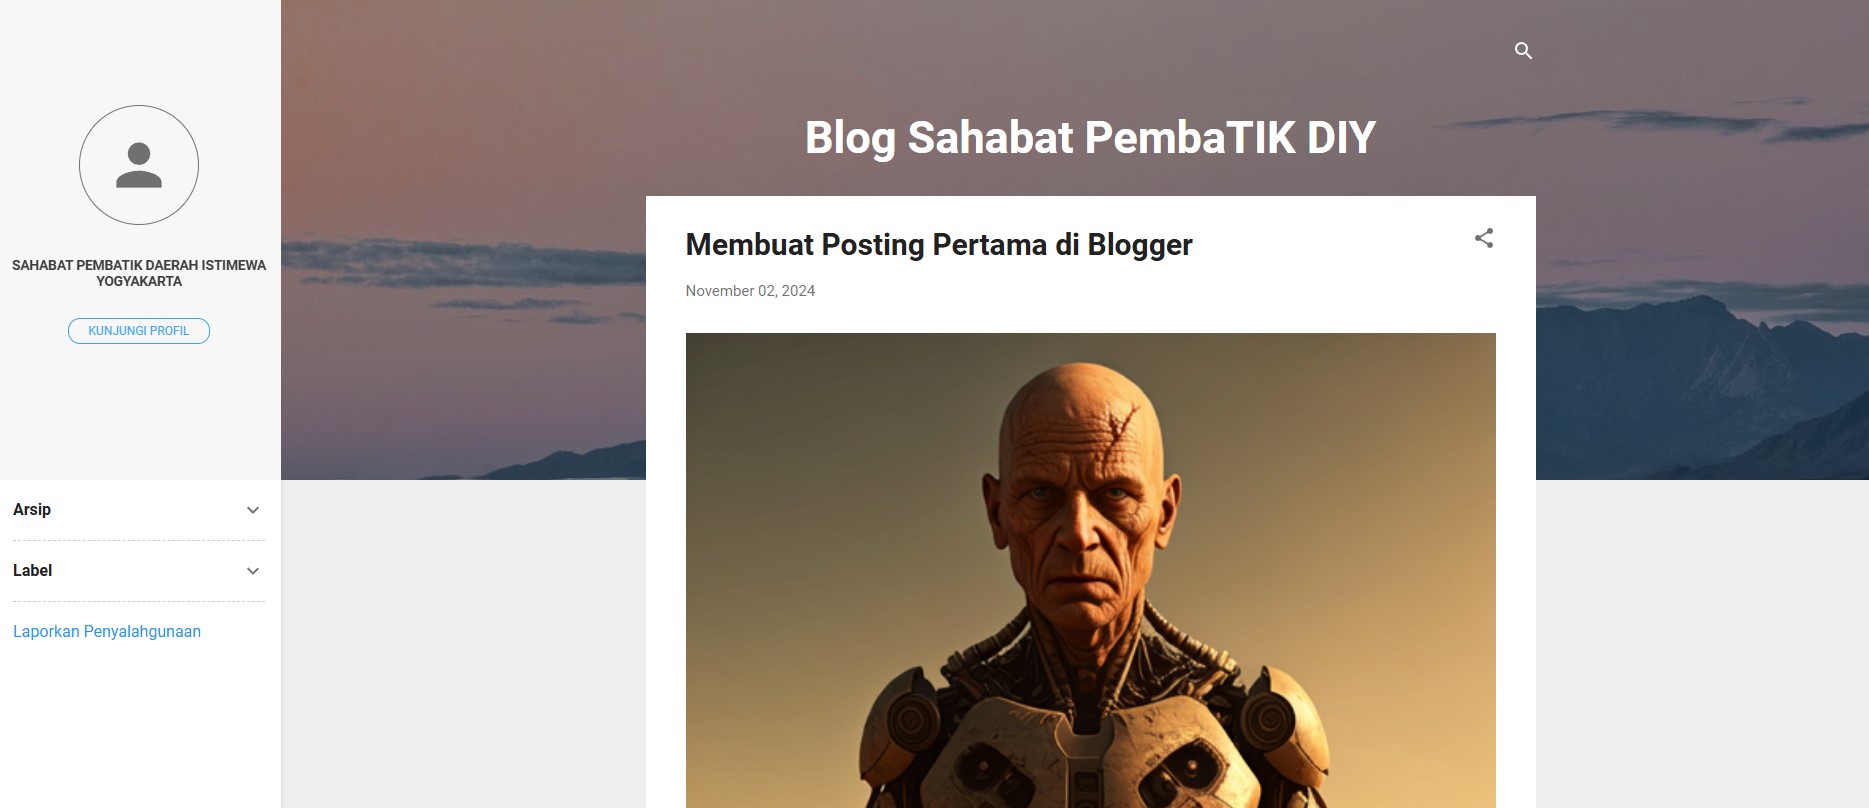 Blog Sahabat PembaTIK DIY
SAHABAT PEMBATIK DAERAH ISTIMEWA
YOGYAKARTA
KUNJUNGI PROFIL
Arsip
Label
Laporkan Penyalahgunaan
Membuat Posting Pertama di Blogger
November 02, 2024